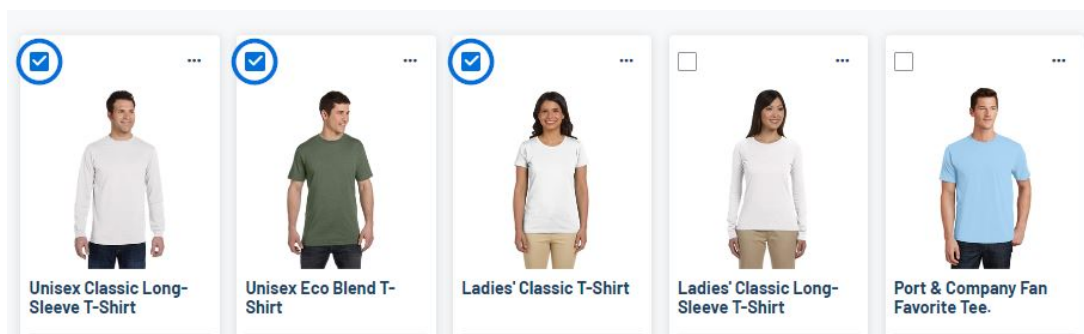 Unisex Classic Long-
Sleeve T-Shirt
Unisex Eco Blend T-
Shirt
Ladies' Classic T-Shirt
Ladies' Classic Long-
Sleeve T-Shirt
Port & Company Fan
Favorite Tee.